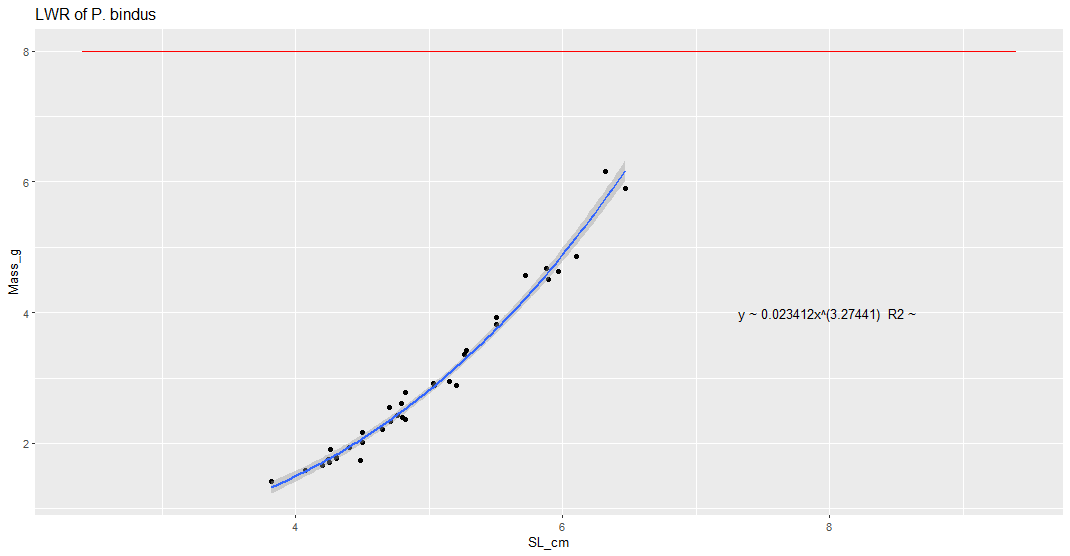 LWR of P. bindus
8
6
4
2
Mass_g
y ~ 0.023412x^(3.27441)  R2 ~
4
6
8
SL_cm